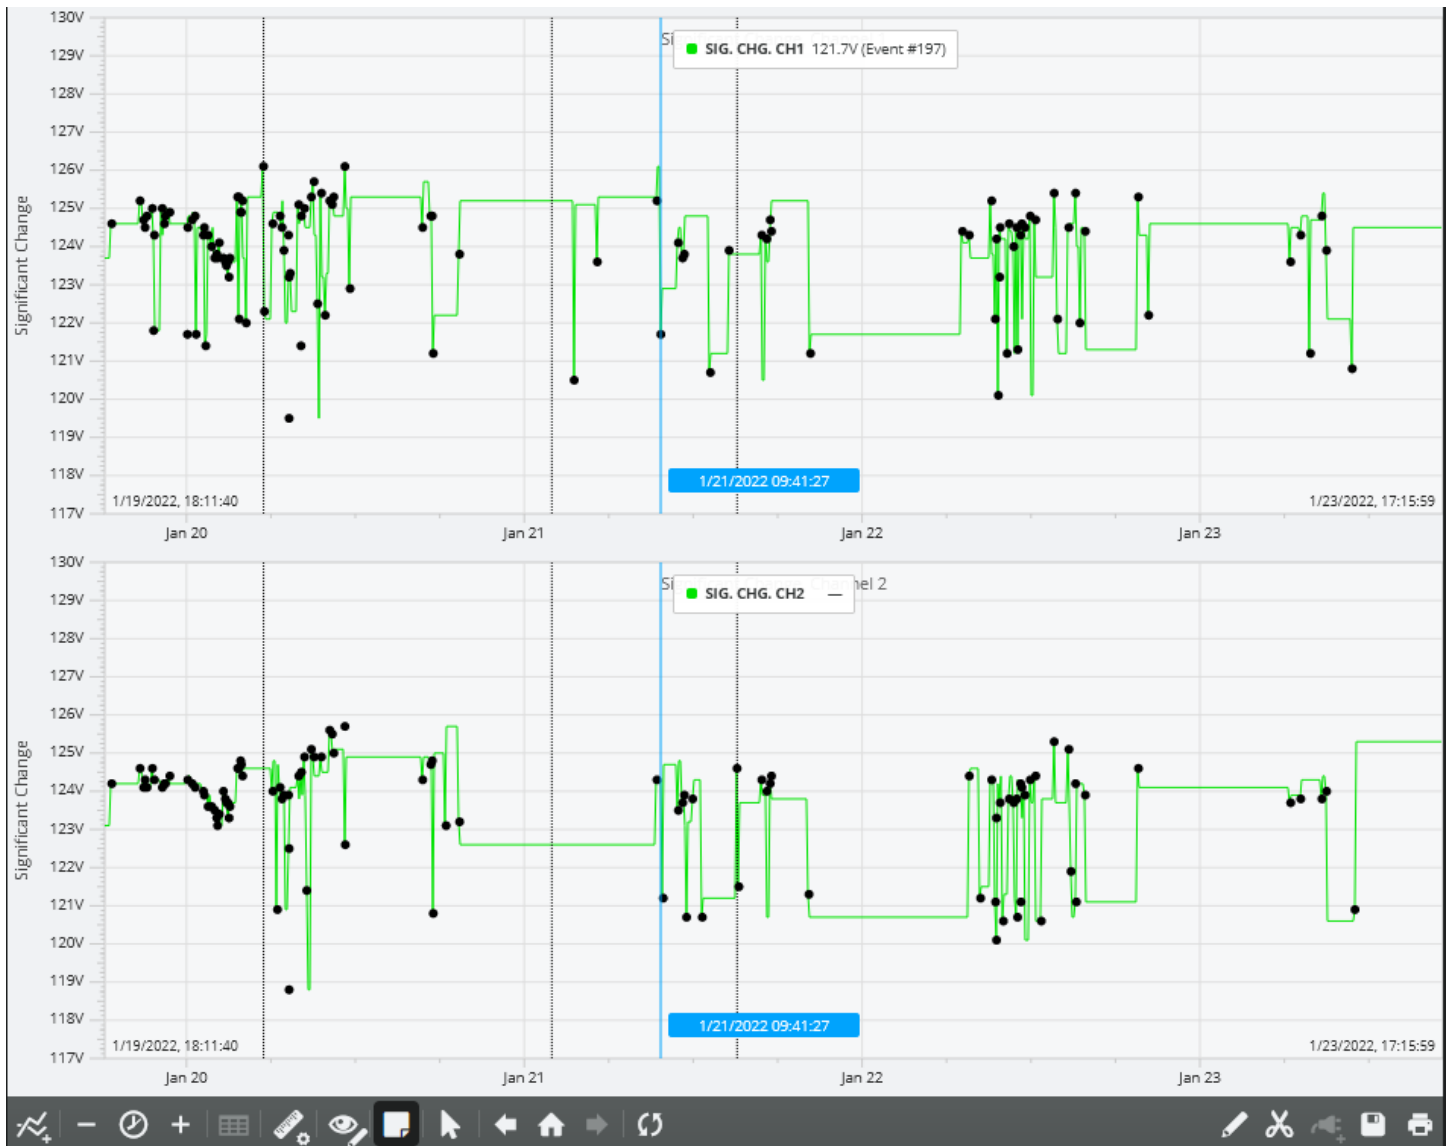 130V
SIG. CHG. CH1 121.7V (Event #197)
129V
128V
127V
126V
125V
124V
123V
122V
121V
120V
119V
118V
117V
Significant Change
1/21/2022 09:41:27
1/19/2022, 18:11:40
1/23/2022, 17:15:59
Jan 20
Jan 21
Jan 22
Jan 23
130V
nel 2
SIG. CHG. CH2 —
129V
128V
127V
126V
125V
124V
123V
122V
121V
120V
119V
118V
117V
Significant Change
1/21/2022 09:41:27
1/19/2022, 18:11:40
1/23/2022, 17:15:59
Jan 20
Jan 21
Jan 22
Jan 23